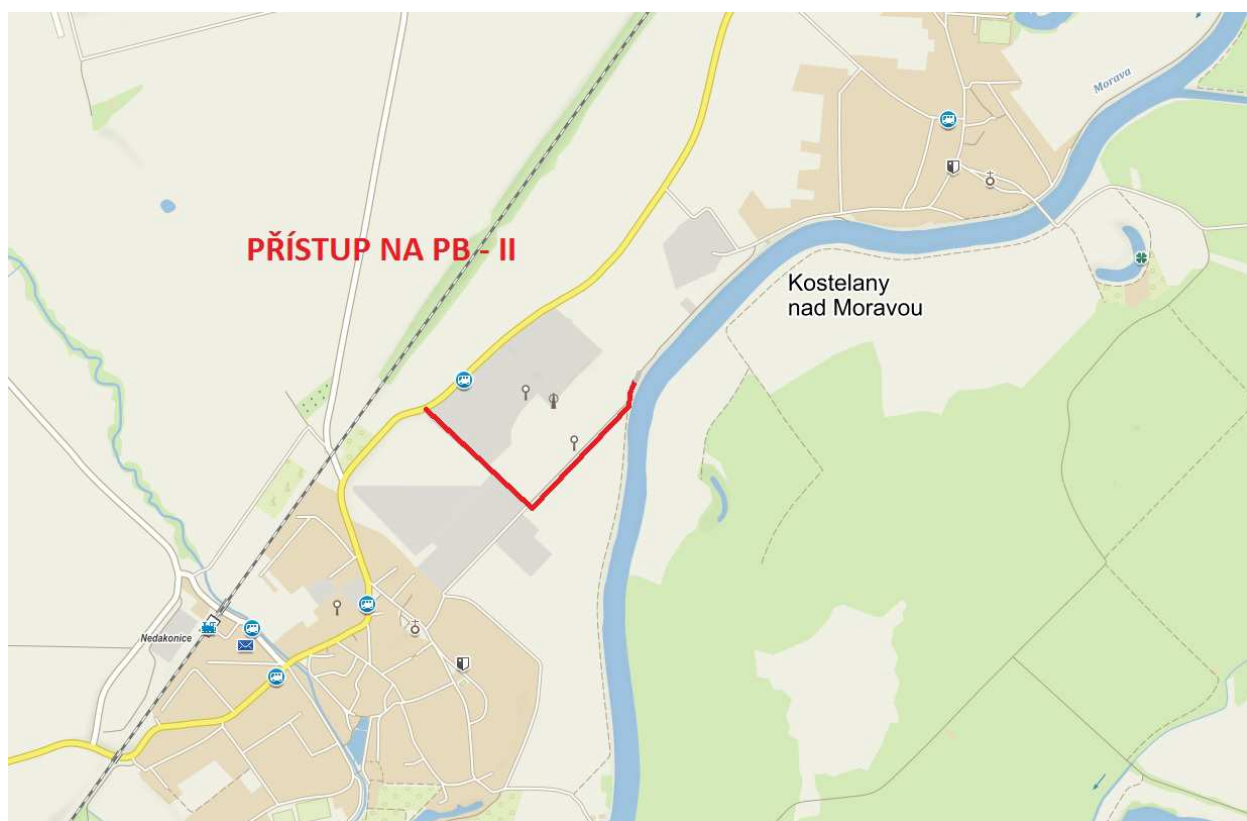 Morava
PŘÍSTUP NA PB - II
Kostelany
nad Moravou
Nedakonice